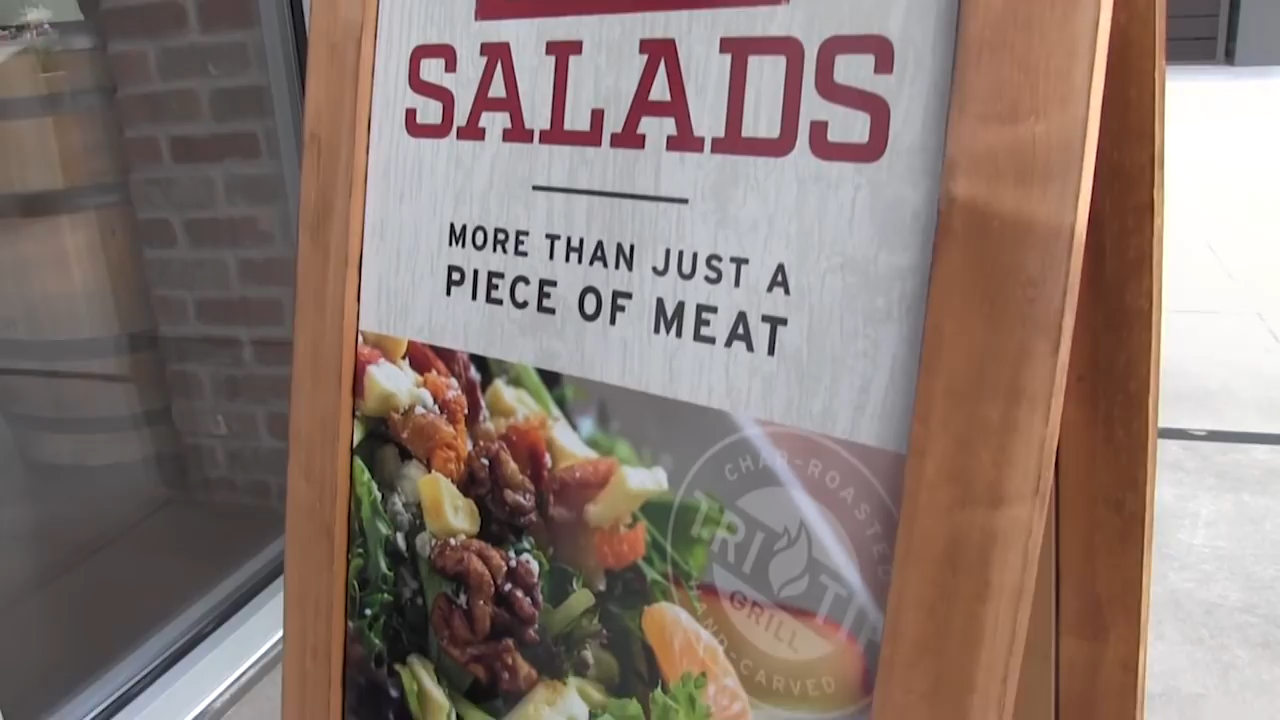 SALADS
MORE THAN JUST A
PIECE OF MEAT
CHAR-ROASTED
TRI TIP
GRILL
HAND-CARVED